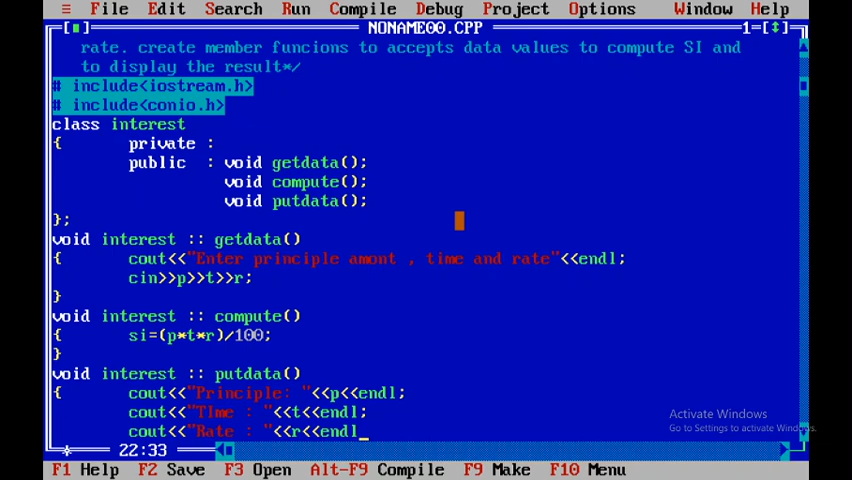 ≡ File Edit Search Run Compile Debug Project Options Window Help
[■] NONAME00.CPP 1=[↕]
rate. create member funcions to accepts data values to compute SI and
to display the result*/
# include<iostream.h>
# include<conio.h>
class interest
{ private :
public : void getdata();
void compute();
void putdata();
};
void interest :: getdata()
{ cout<<"Enter principle amont , time and rate"<<endl;
cin>>p>>t>>r;
}
void interest :: compute()
{ si=(p*t*r)/100;
}
void interest :: putdata()
{ cout<<"Principle: "<<p<<endl;
cout<<"TIme : "<<t<<endl;
cout<<"Rate : "<<r<<endl_
Activate Windows
Go to Settings to activate Windows.
* 22:33
F1 Help F2 Save F3 Open Alt-F9 Compile F9 Make F10 Menu